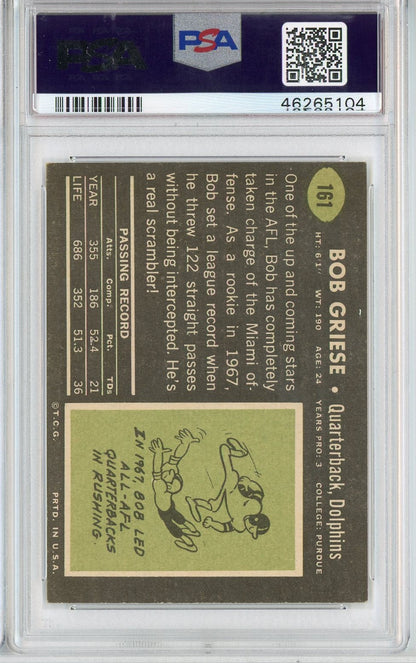 PSA
PSA
46265104
161
BOB GRIESE • Quarterback, Dolphins
HT: 6'1" WT: 190 AGE: 24 YEARS PRO: 3 COLLEGE: PURDUE
One of the up and coming stars
in the AFL, Bob has completely
taken charge of the Miami of-
fense. As a rookie in 1967,
Bob set a league record when
he threw 122 straight passes
without being intercepted. He's
a real scrambler!
PASSING RECORD
Atts. Comp. Pct. TDs
YEAR 355 186 52.4 21
LIFE 686 352 51.3 36
IN 1967, BOB LED
ALL-AFL
QUARTERBACKS
IN RUSHING.
©T.C.G. PRTD. IN U.S.A.